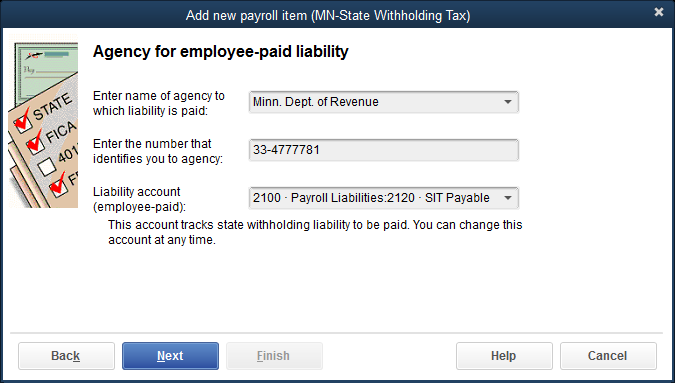 Add new payroll item (MN-State Withholding Tax)
Agency for employee-paid liability
Enter name of agency to
which liability is paid:
Minn. Dept. of Revenue
Enter the number that
identifies you to agency:
33-4777781
Liability account
(employee-paid):
2100 · Payroll Liabilities:2120 · SIT Payable
This account tracks state withholding liability to be paid. You can change this
account at any time.
STATE
FICA
401
F
Back
Next
Finish
Help
Cancel